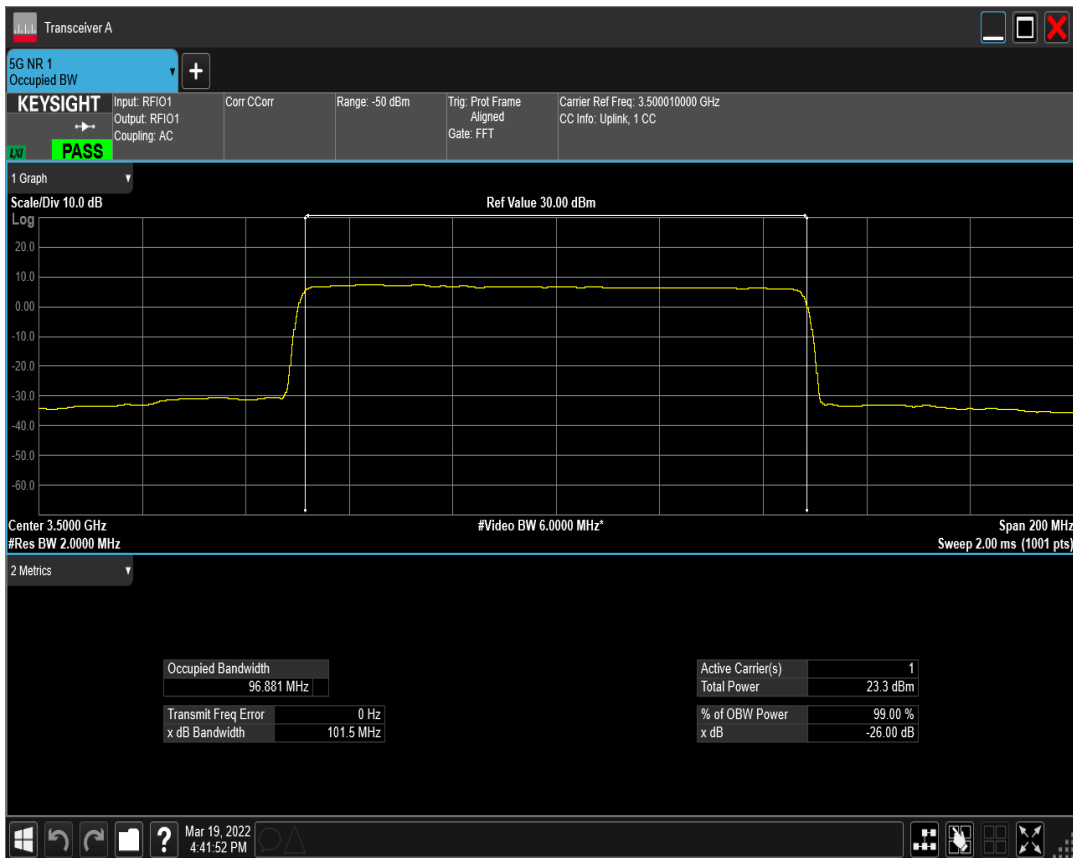 Transceiver A
5G NR 1
Occupied BW
+
KEYSIGHT
LXI
PASS
Input: RFIO1
Output: RFIO1
Coupling: AC
Corr CCorr
Range: -50 dBm
Trig: Prot Frame
Aligned
Gate: FFT
Carrier Ref Freq: 3.500010000 GHz
CC Info: Uplink, 1 CC
1 Graph
Scale/Div 10.0 dB
Ref Value 30.00 dBm
Log
20.0
10.0
0.00
-10.0
-20.0
-30.0
-40.0
-50.0
-60.0
Center 3.5000 GHz
#Video BW 6.0000 MHz*
Span 200 MHz
#Res BW 2.0000 MHz
Sweep 2.00 ms (1001 pts)
2 Metrics
Occupied Bandwidth
96.881 MHz
Transmit Freq Error 0 Hz
x dB Bandwidth 101.5 MHz
Active Carrier(s) 1
Total Power 23.3 dBm
% of OBW Power 99.00 %
x dB -26.00 dB
?
Mar 19, 2022
4:41:52 PM